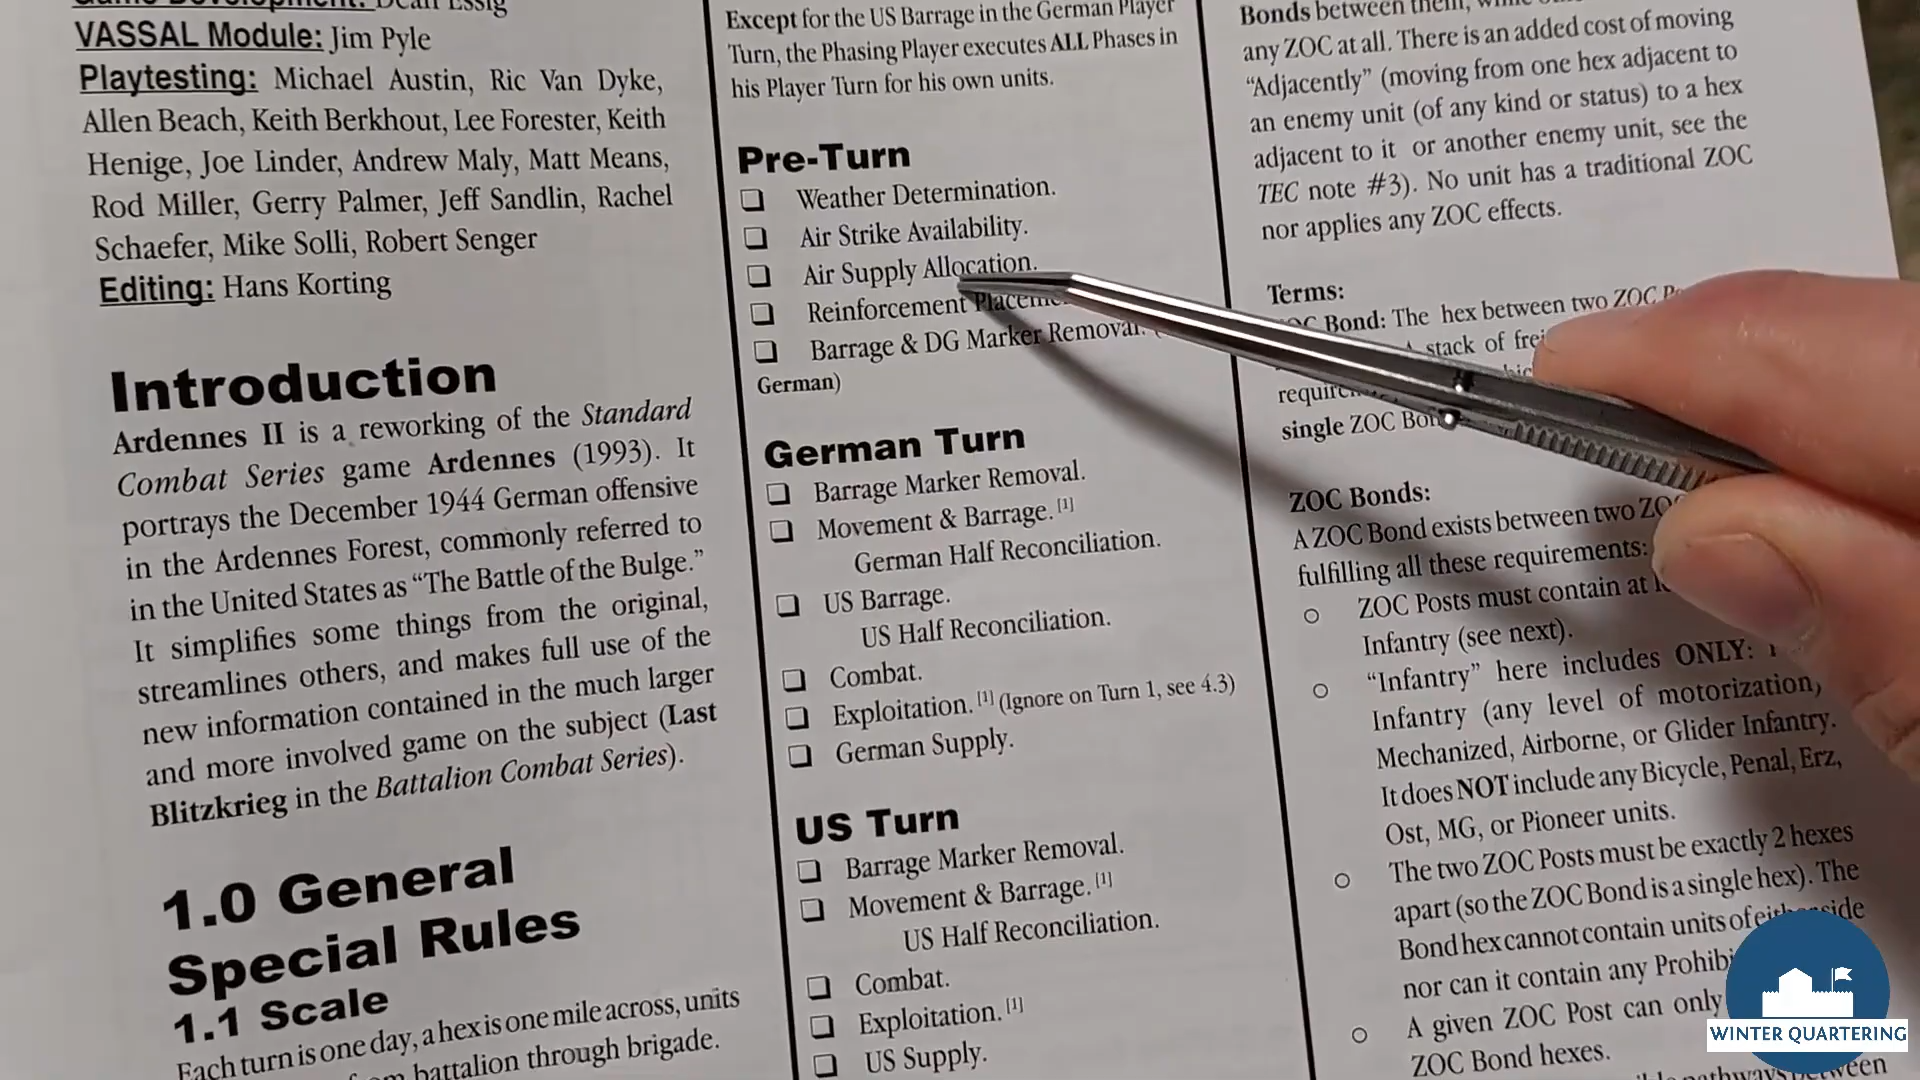 Game Development: Dean Essig
VASSAL Module: Jim Pyle
Playtesting: Michael Austin, Ric Van Dyke,
Allen Beach, Keith Berkhout, Lee Forester, Keith
Henige, Joe Linder, Andrew Maly, Matt Means,
Rod Miller, Gerry Palmer, Jeff Sandlin, Rachel
Schaefer, Mike Solli, Robert Senger
Editing: Hans Korting
Introduction
Ardennes II is a reworking of the Standard
Combat Series game Ardennes (1993). It
portrays the December 1944 German offensive
in the Ardennes Forest, commonly referred to
in the United States as “The Battle of the Bulge.”
It simplifies some things from the original,
streamlines others, and makes full use of the
new information contained in the much larger
and more involved game on the subject (Last
Blitzkrieg in the Battalion Combat Series).
1.0 General
Special Rules
1.1 Scale
Each turn is one day, a hex is one mile across, units
battalion through brigade.
Except for the US Barrage in the German Player
Turn, the Phasing Player executes ALL Phases in
his Player Turn for his own units.
Pre-Turn
❑ Weather Determination.
❑ Air Strike Availability.
❑ Air Supply Allocation.
❑ Reinforcement
❑ Barrage & DG Marker Removal.
German)
German Turn
❑ Barrage Marker Removal.
❑ Movement & Barrage. [1]
German Half Reconciliation.
❑ US Barrage.
US Half Reconciliation.
❑ Combat.
❑ Exploitation. [1] (Ignore on Turn 1, see 4.3)
❑ German Supply.
US Turn
❑ Barrage Marker Removal.
❑ Movement & Barrage. [1]
US Half Reconciliation.
❑ Combat.
❑ Exploitation. [1]
❑ US Supply.
Bonds between them,
any ZOC at all. There is an added cost of moving
“Adjacently” (moving from one hex adjacent to
an enemy unit (of any kind or status) to a hex
adjacent to it or another enemy unit, see the
TEC note #3). No unit has a traditional ZOC
nor applies any ZOC effects.
Terms:
Bond: The hex between two ZOC
stack of
single ZOC
ZOC Bonds:
A ZOC Bond exists between two
fulfilling all these requirements:
○ ZOC Posts must contain at
Infantry (see next).
○ “Infantry” here includes ONLY:
Infantry (any level of motorization)
Mechanized, Airborne, or Glider Infantry.
It does NOT include any Bicycle, Penal, Erz,
Ost, MG, or Pioneer units.
○ The two ZOC Posts must be exactly 2 hexes
apart (so the ZOC Bond is a single hex). The
Bond hex cannot contain units of either side
nor can it contain any
○ A given ZOC Post can only
ZOC Bond hexes.
WINTER QUARTERING